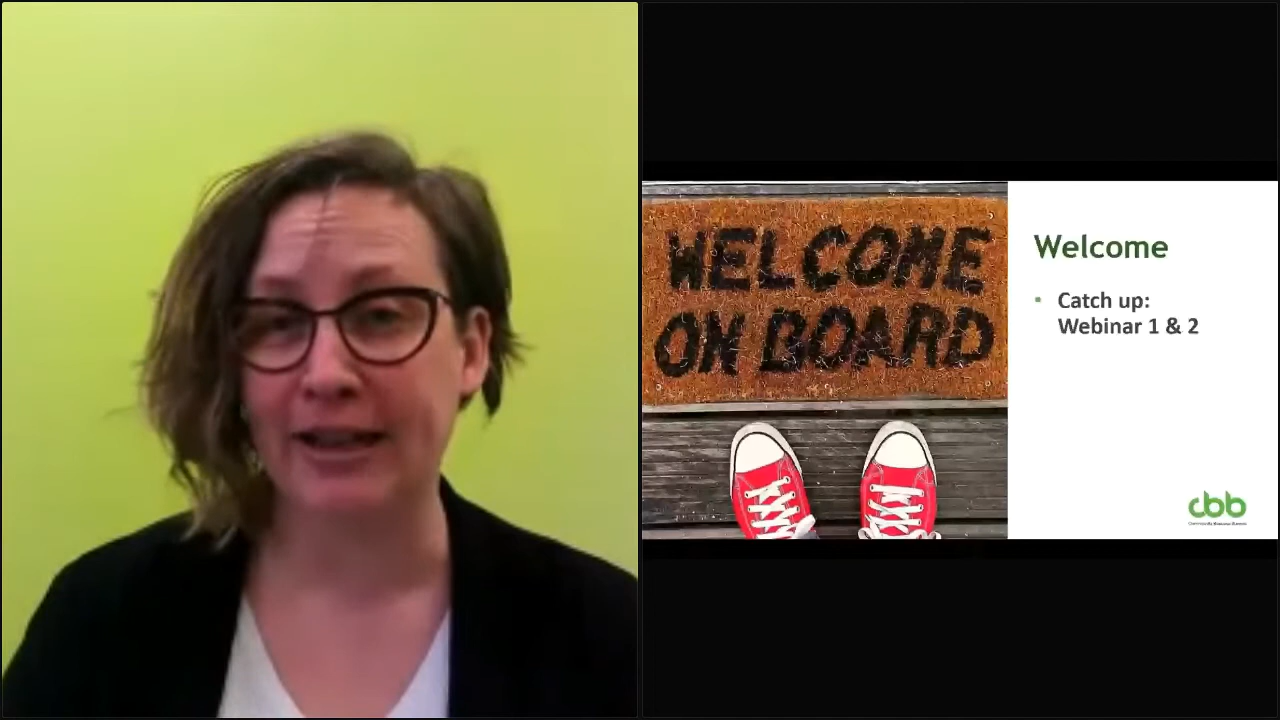 WELCOME
ON BOARD
Welcome
• Catch up:
Webinar 1 & 2
cbb